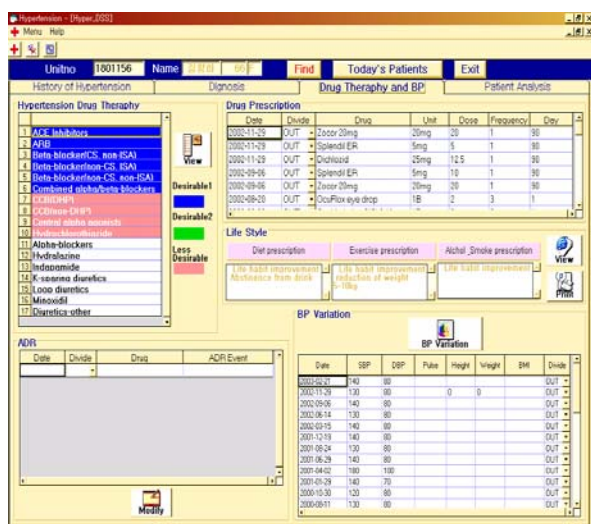 Hypertension - [Hyper_DSS]
Menu Help
Unitno 1801156 Name 66 F Find Today's Patients Exit
History of Hypertension Dignosis Drug Theraphy and BP Patient Analysis
Hypertension Drug Theraphy
1 ACE Inhibitors
2 ARB
3 Beta-blocker(CS, non-ISA)
4 Beta-blocker(non-CS, ISA)
5 Beta-blocker(non-CS, non-ISA)
6 Combined alpha/beta-blockers
7 CCB(DHP)
8 CCB(non-DHP)
9 Central alpha agonists
10 Hydrochlorothiazide
11 Alpha-blockers
12 Hydralazine
13 Indapamide
14 K-sparing diuretics
15 Loop diuretics
16 Minoxidil
17 Diuretics-other
View
Desirable1
Desirable2
Less
Desirable
Drug Prescription
Date Divide Drug Unit Dose Frequency Day
2002-11-29 OUT Zocor 20mg 20mg 20 1 90
2002-11-29 OUT Splendil ER 5mg 5 1 90
2002-11-29 OUT Dichlozid 25mg 12.5 1 90
2002-09-06 OUT Splendil ER 5mg 10 1 90
2002-09-06 OUT Zocor 20mg 20mg 20 1 90
2002-08-20 OUT Ocuflox eye drop 1B 2 3 1
Life Style
Diet prescription Exercise prescription Alchol_Smoke prescription
Life habit improvement
Abstinence from drink
Life habit improvement
reduction of weight
5-10kg
Life habit improvement
View
Print
BP Variation
BP Variation
Date SBP DBP Pulse Height Weight BMI Divide
2003-02-21 140 80 OUT
2002-11-29 130 80 0 0 OUT
2002-09-06 140 80 OUT
2002-06-14 130 80 OUT
2002-03-15 140 80 OUT
2001-12-19 140 80 OUT
2001-08-24 130 80 OUT
2001-06-29 140 80 OUT
2001-04-02 180 100 OUT
2001-01-29 140 70 OUT
2000-10-30 120 80 OUT
2000-08-11 130 80 OUT
ADR
Date Divide Drug ADR Event
Modify